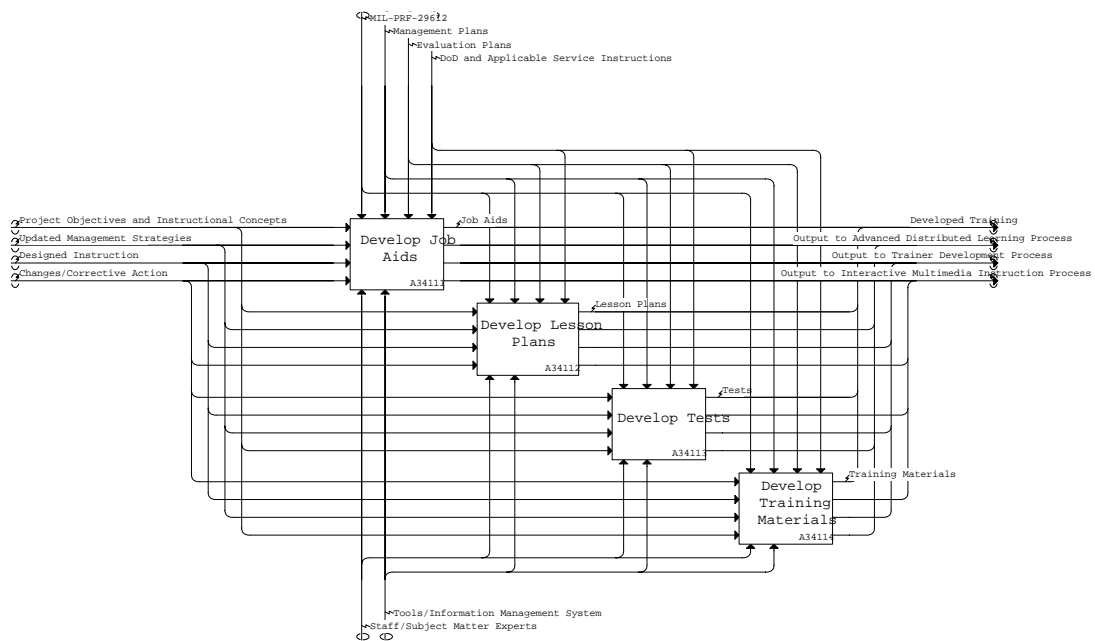 MIL-PRF-29612
Management Plans
Evaluation Plans
DoD and Applicable Service Instructions
Project Objectives and Instructional Concepts
Job Aids
Developed Training
Updated Management Strategies
Develop Job
Aids
Output to Advanced Distributed Learning Process
Designed Instruction
Output to Trainer Development Process
Changes/Corrective Action
A34111
Output to Interactive Multimedia Instruction Process
Lesson Plans
Develop Lesson
Plans
A34112
Tests
Develop Tests
A34113
Training Materials
Develop
Training
Materials
A34114
Tools/Information Management System
Staff/Subject Matter Experts